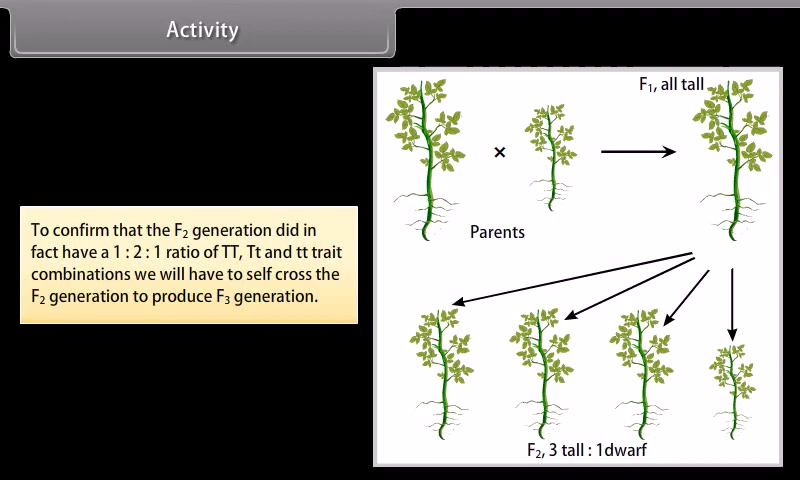 Activity
F₁, all tall
×
Parents
To confirm that the F₂ generation did in
fact have a 1 : 2 : 1 ratio of TT, Tt and tt trait
combinations we will have to self cross the
F₂ generation to produce F₃ generation.
F₂, 3 tall : 1dwarf